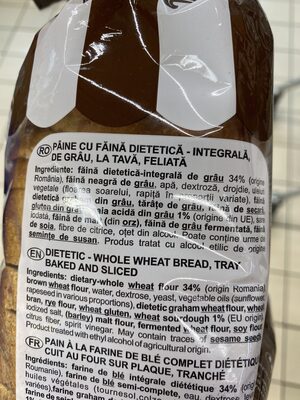 RO PÂINE CU FĂINĂ DIETETICĂ - INTEGRALĂ,
DE GRÂU, LA TAVĂ, FELIATĂ
Ingrediente: făină dietetică-integrală de grâu 34% (origine
România), făină neagră de grâu, apă, dextroză, drojdie, uleiuri
vegetale (floarea soarelui, rapiță în proporții variate), făină
dietetică de grâu, tărâțe de grâu, făină de secară,
gluten din grâu, maia acidă din grâu 1% (origine din UE), sare
iodată, făină de malț (din orz), făină de grâu fermentată, făină
de soia, fibre de citrice, oțet din alcool. Poate conține urme de
semințe de susan. Produs tratat cu alcool etilic de origine
EN DIETETIC - WHOLE WHEAT BREAD, TRAY
BAKED AND SLICED
Ingredients: dietary-whole wheat flour 34% (origin Romania),
brown wheat flour, water, dextrose, yeast, vegetable oils (sunflower,
rapeseed in various proportions), dietetic graham wheat flour, wheat
bran, rye flour, wheat gluten, wheat sourdough 1% (EU origin)
iodized salt, (barley) malt flour, fermented wheat flour, soy flour
citrus fiber, spirit vinegar. May contain traces of sesame seeds.
Product treated with ethyl alcohol of agricultural origin.
FR PAIN À LA FARINE DE BLÉ COMPLET DIÉTÉTIQUE
CUIT AU FOUR SUR PLAQUE, TRANCHÉ
Ingrédients: farine de blé intégrale diététique 34% (origine
Roumanie), farine de blé semi-complète, eau, dextrose,
huiles végétales (tournesol,
variées), farine graham